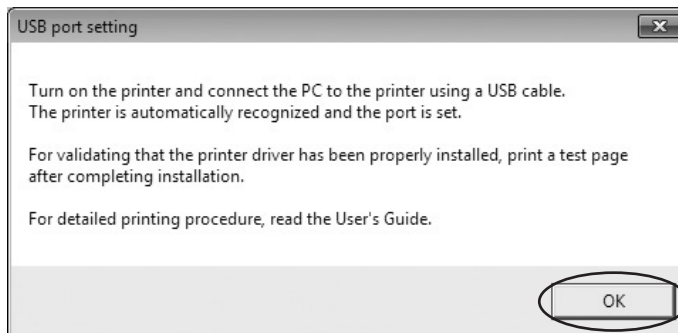 USB port setting
Turn on the printer and connect the PC to the printer using a USB cable.
The printer is automatically recognized and the port is set.
For validating that the printer driver has been properly installed, print a test page
after completing installation.
For detailed printing procedure, read the User's Guide.
OK